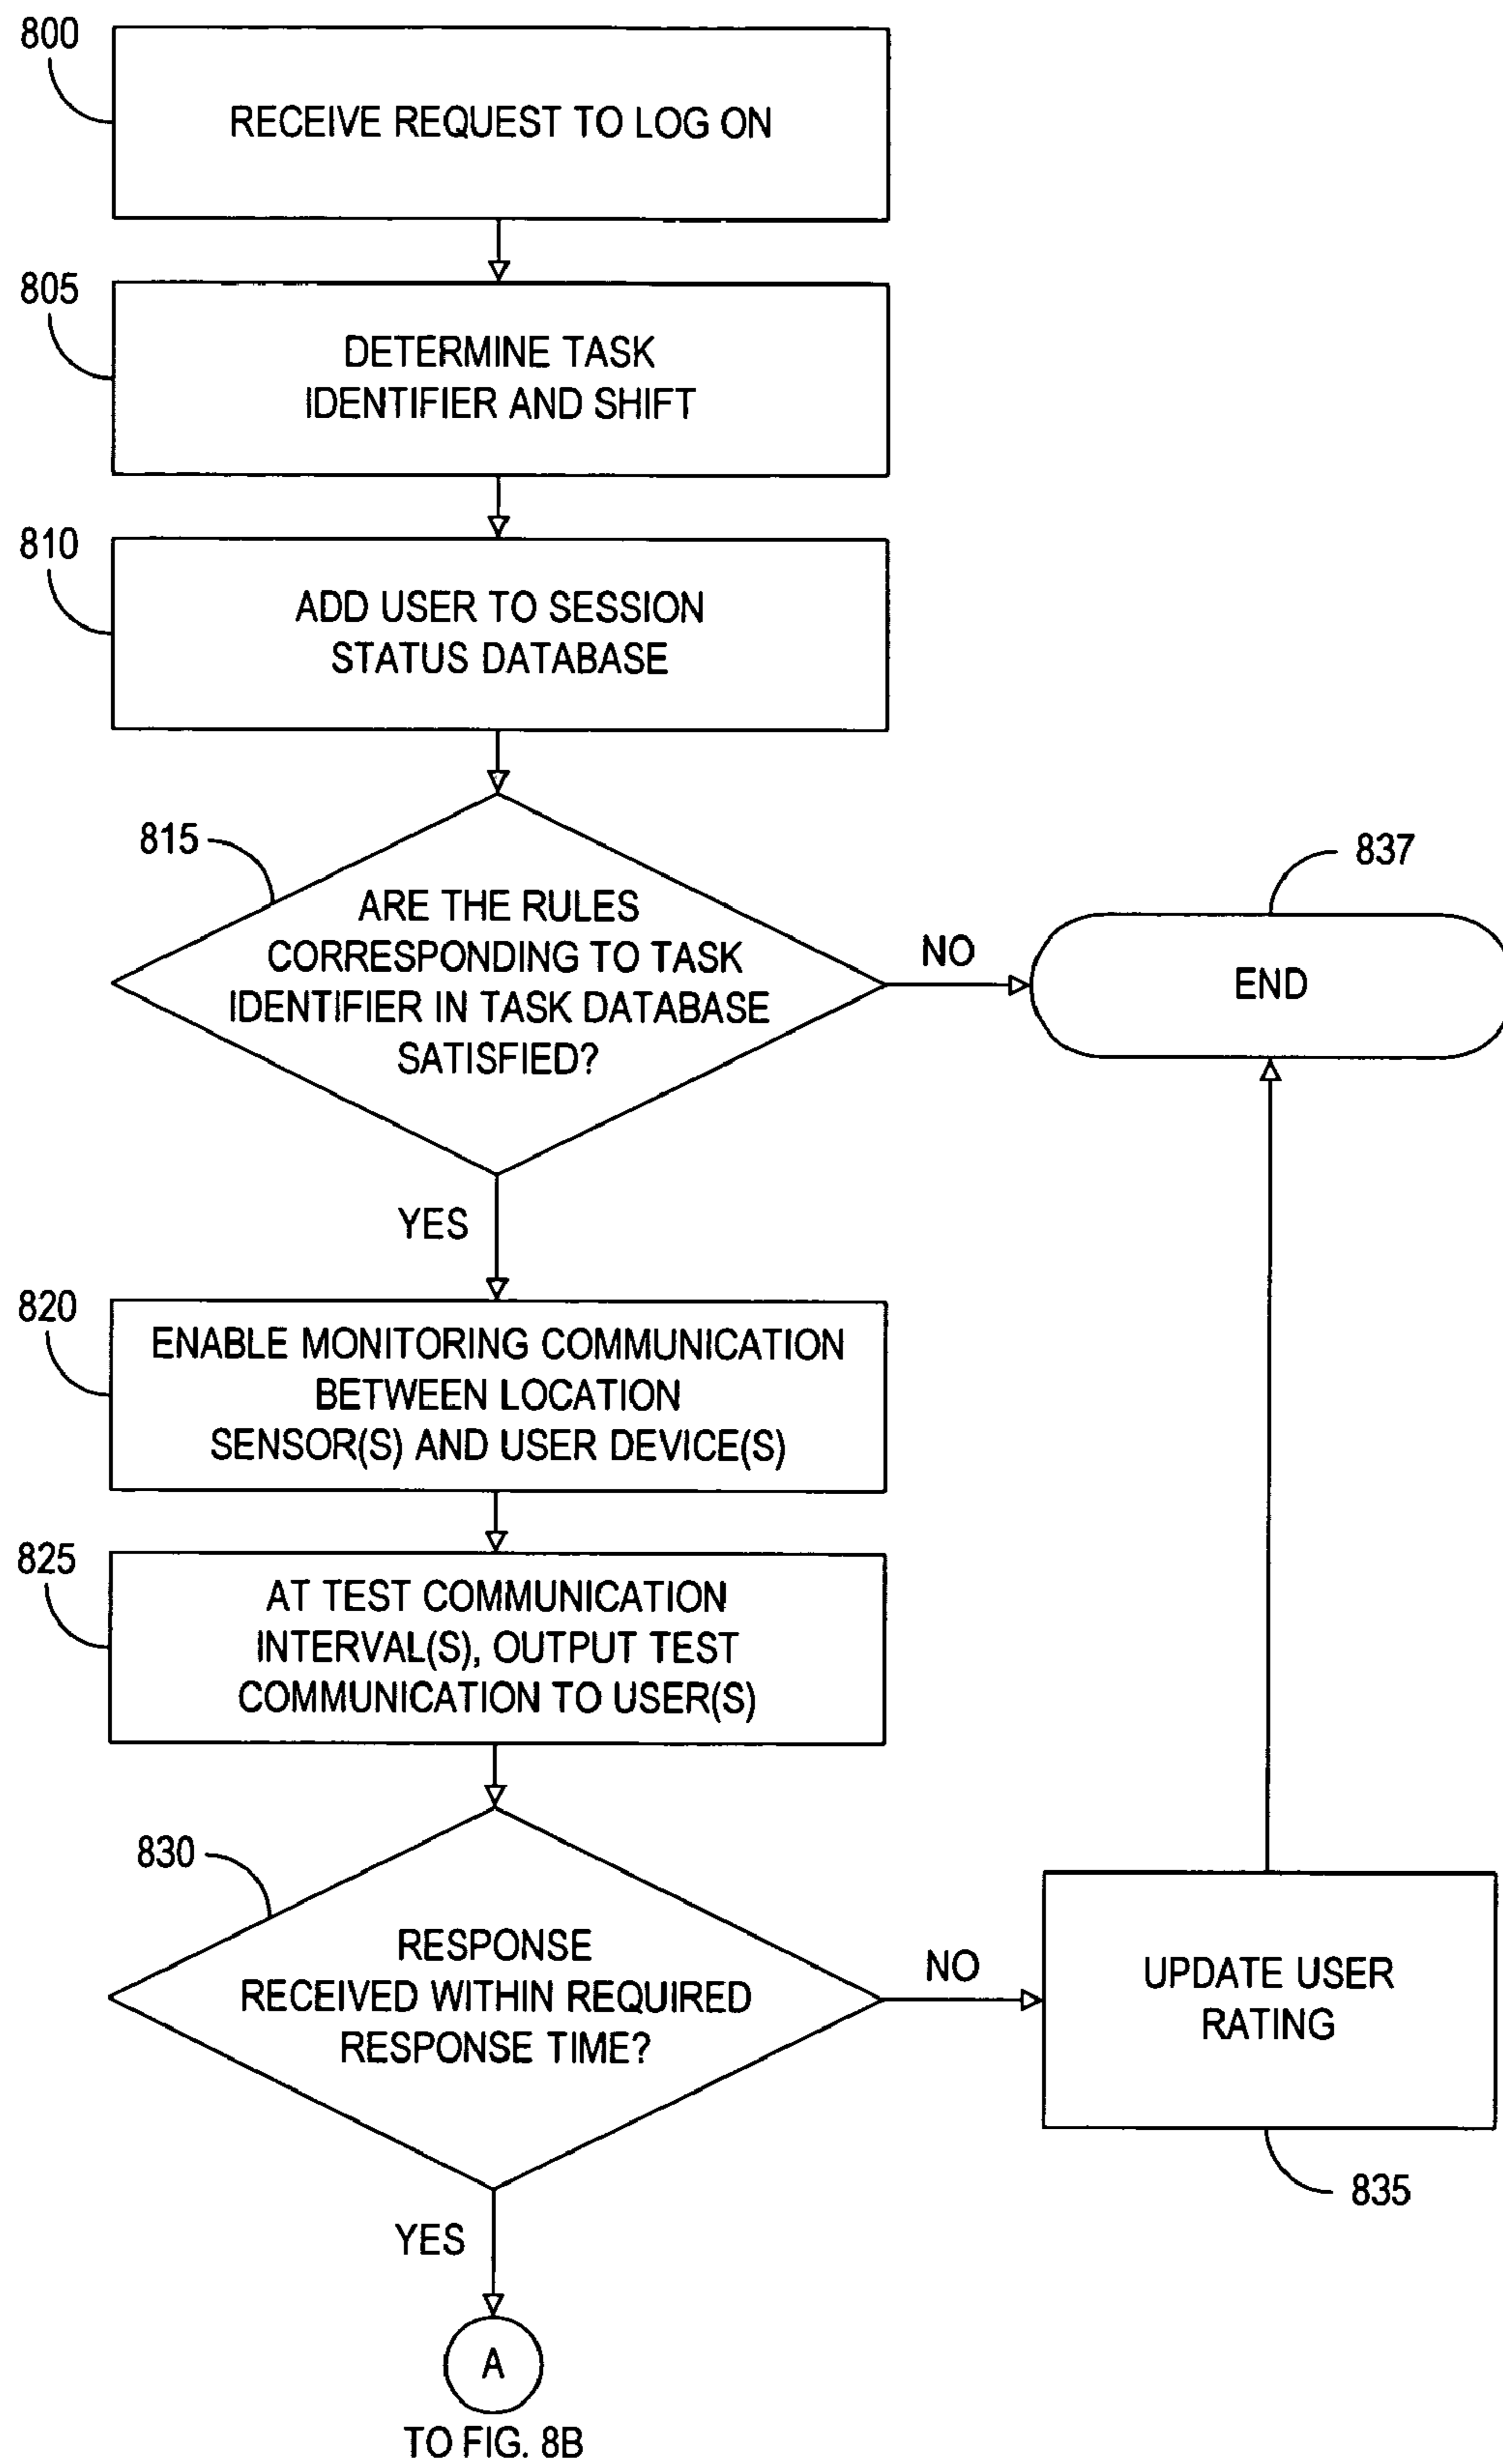 800
RECEIVE REQUEST TO LOG ON
805
DETERMINE TASK
IDENTIFIER AND SHIFT
810
ADD USER TO SESSION
STATUS DATABASE
815
ARE THE RULES
CORRESPONDING TO TASK
IDENTIFIER IN TASK DATABASE
SATISFIED?
NO
837
END
YES
820
ENABLE MONITORING COMMUNICATION
BETWEEN LOCATION
SENSOR(S) AND USER DEVICE(S)
825
AT TEST COMMUNICATION
INTERVAL(S), OUTPUT TEST
COMMUNICATION TO USER(S)
830
RESPONSE
RECEIVED WITHIN REQUIRED
RESPONSE TIME?
NO
UPDATE USER
RATING
835
YES
A
TO FIG. 8B